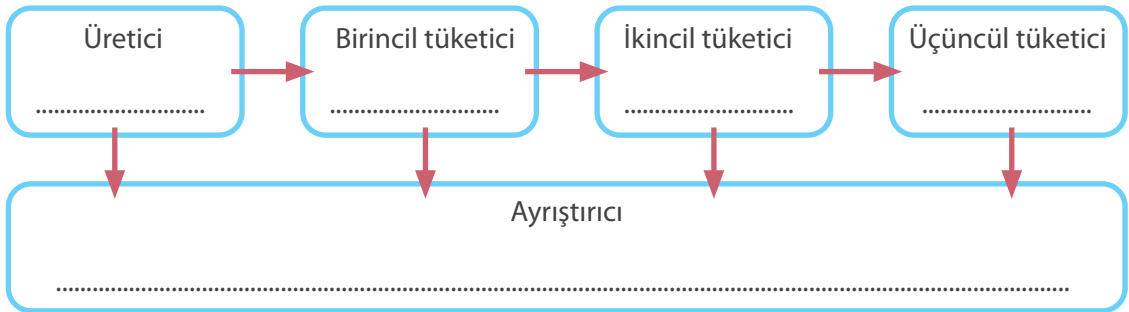 Üretici
.............................
Birincil tüketici
.............................
İkincil tüketici
.............................
Üçüncül tüketici
.............................
Ayrıştırıcı
..............................................................................................................................................................................